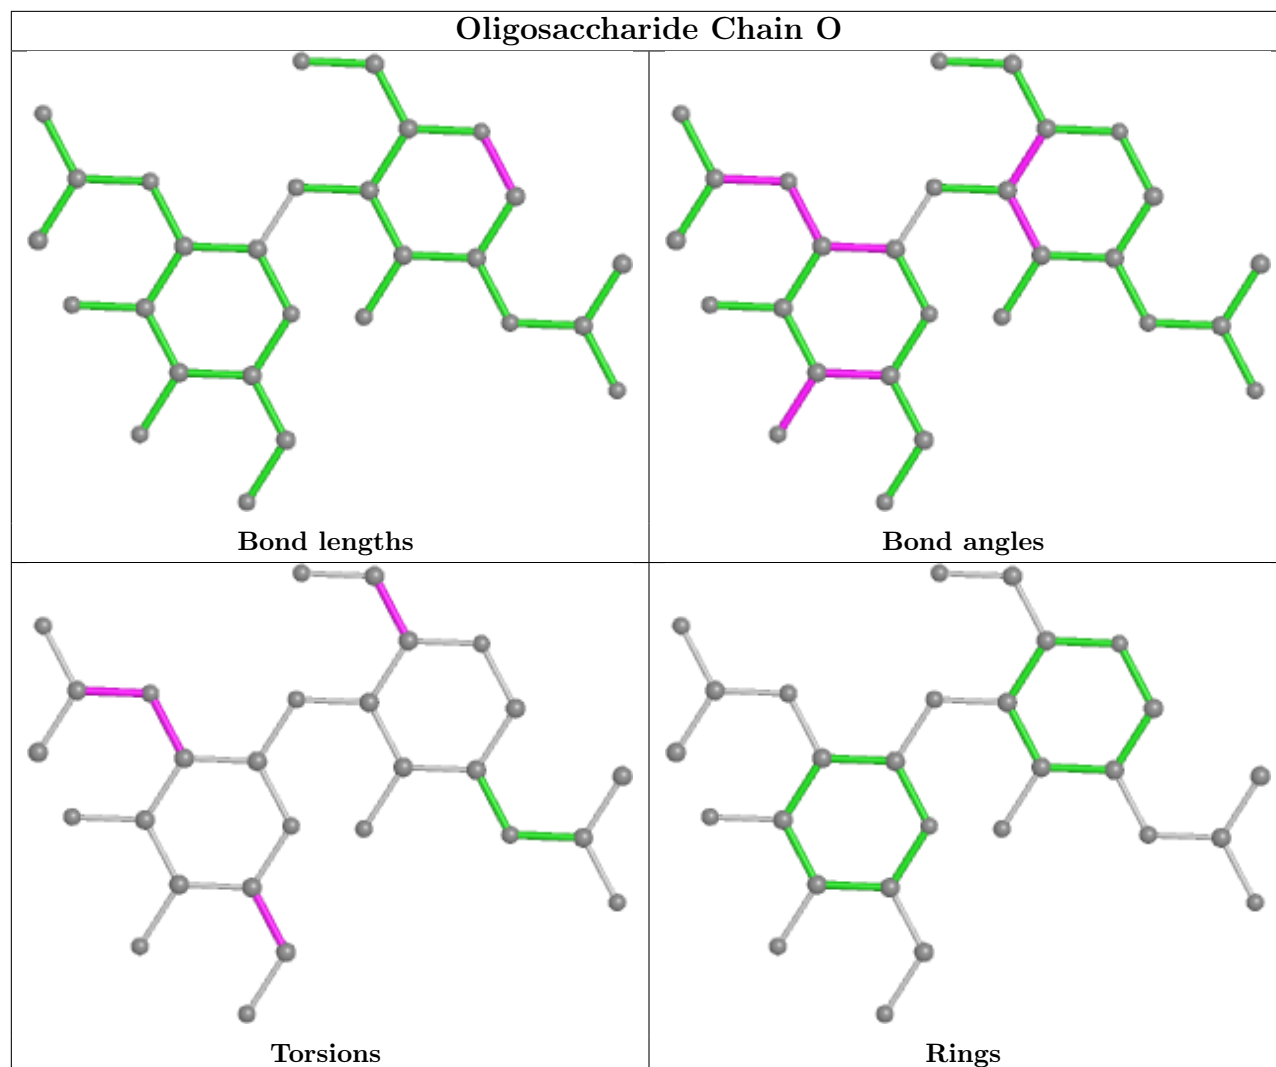 Oligosaccharide Chain O
Bond lengths
Bond angles
Torsions
Rings